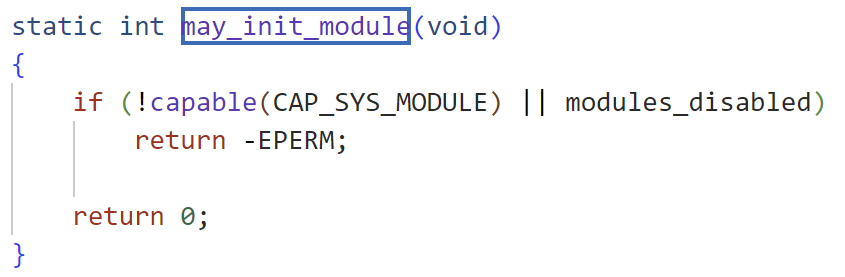 static int may_init_module(void)
{
if (!capable(CAP_SYS_MODULE) || modules_disabled)
return -EPERM;
return 0;
}